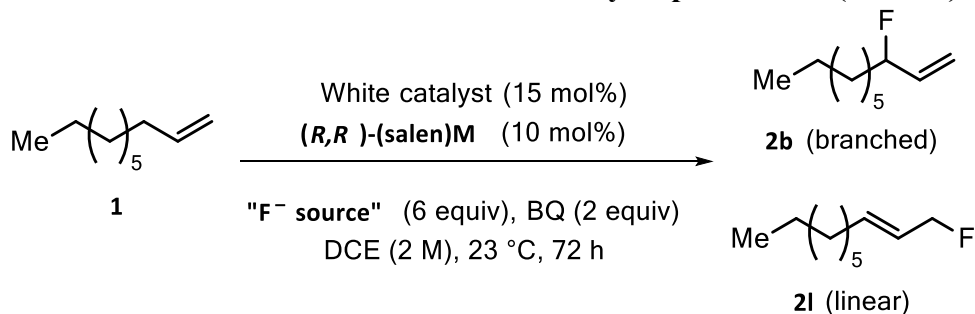 F
Me
5
2b (branched)
White catalyst (15 mol%)
(R,R )-(salen)M (10 mol%)
Me
5
1
"F⁻ source" (6 equiv), BQ (2 equiv)
DCE (2 M), 23 °C, 72 h
Me
5
F
2l (linear)